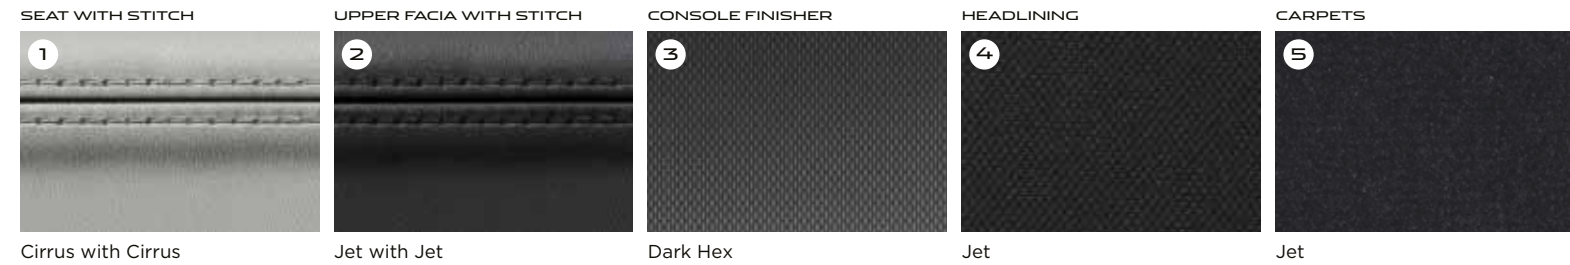 SEAT WITH STITCH
UPPER FACIA WITH STITCH
CONSOLE FINISHER
HEADLINING
CARPETS
1
2
3
4
5
Cirrus with Cirrus
Jet with Jet
Dark Hex
Jet
Jet